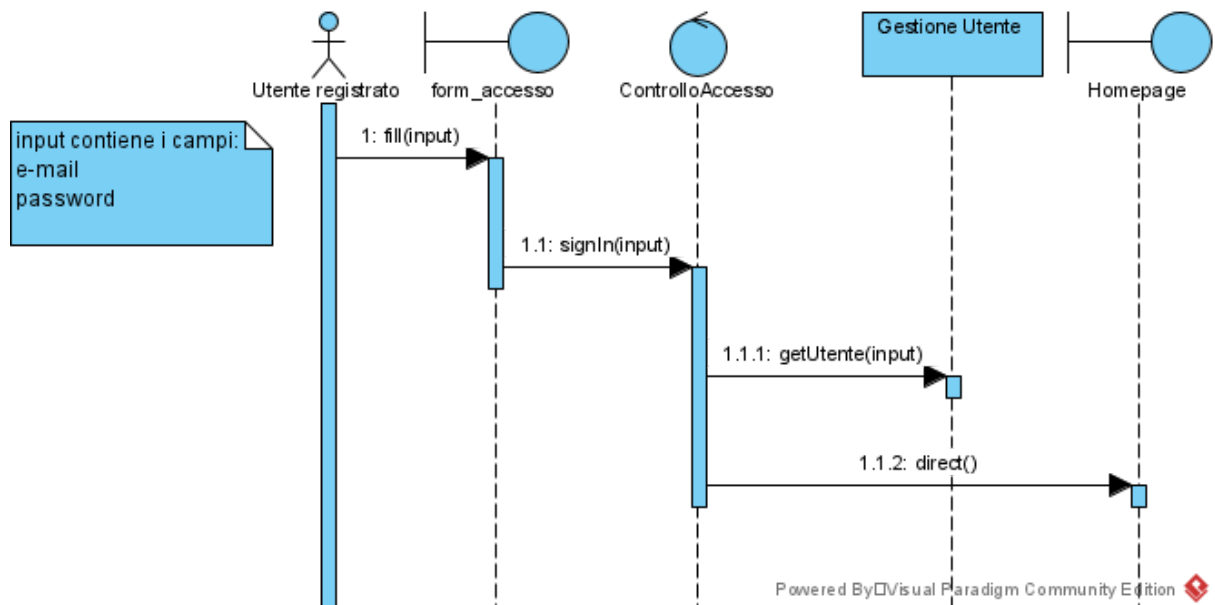 Gestione Utente
Utente registrato
form_accesso
ControlloAccesso
Homepage
input contiene i campi:
e-mail
password
1: fill(input)
1.1: signIn(input)
1.1.1: getUtente(input)
1.1.2: direct()
Powered By□Visual Paradigm Community Edition